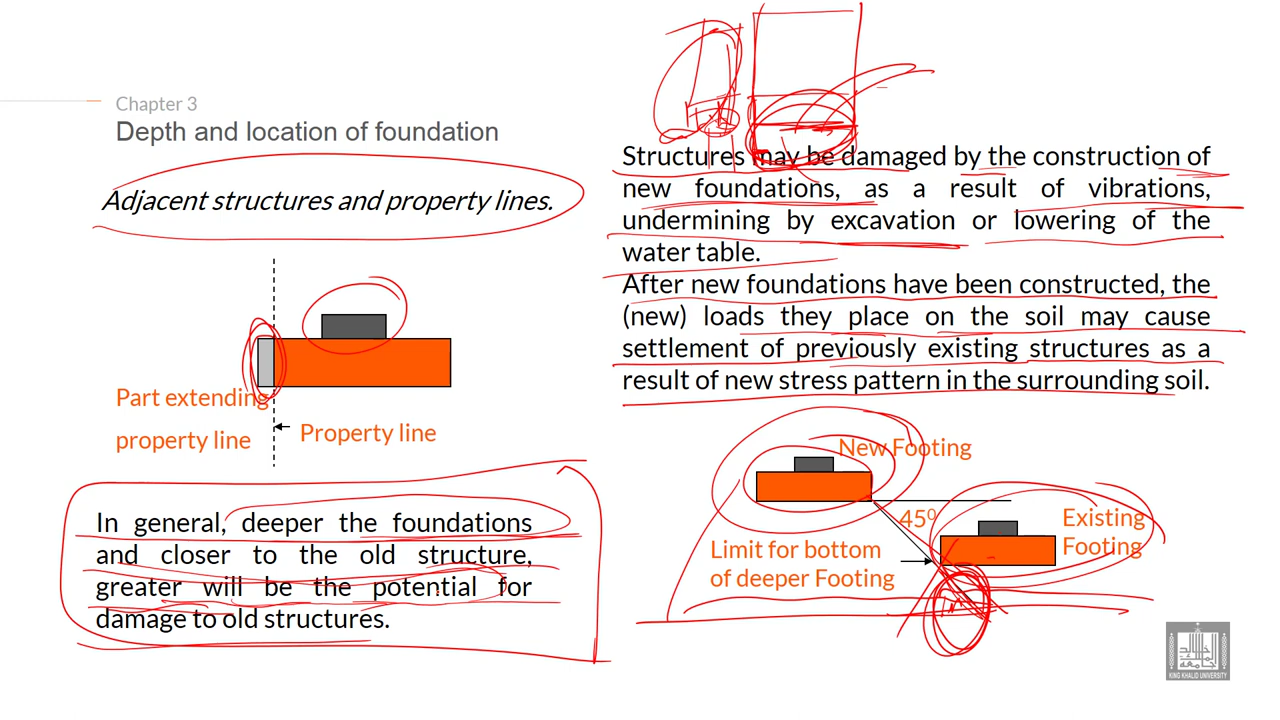 Chapter 3
Depth and location of foundation
Adjacent structures and property lines.
Part extending
property line
Property line
In general, deeper the foundations
and closer to the old structure,
greater will be the potential for
damage to old structures.
Structures may be damaged by the construction of
new foundations, as a result of vibrations,
undermining by excavation or lowering of the
water table.
After new foundations have been constructed, the
(new) loads they place on the soil may cause
settlement of previously existing structures as a
result of new stress pattern in the surrounding soil.
New Footing
45⁰
Existing
Footing
Limit for bottom
of deeper Footing
KING KHALID UNIVERSITY